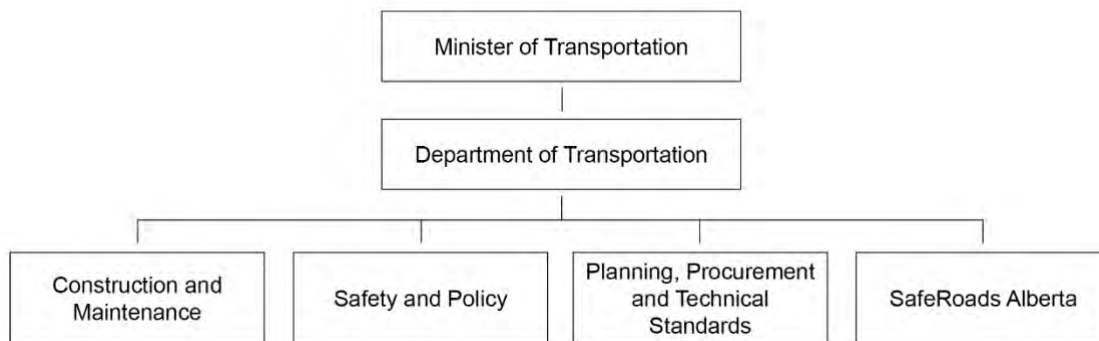 Minister of Transportation
Department of Transportation
Construction and
Maintenance
Safety and Policy
Planning, Procurement
and Technical
Standards
SafeRoads Alberta